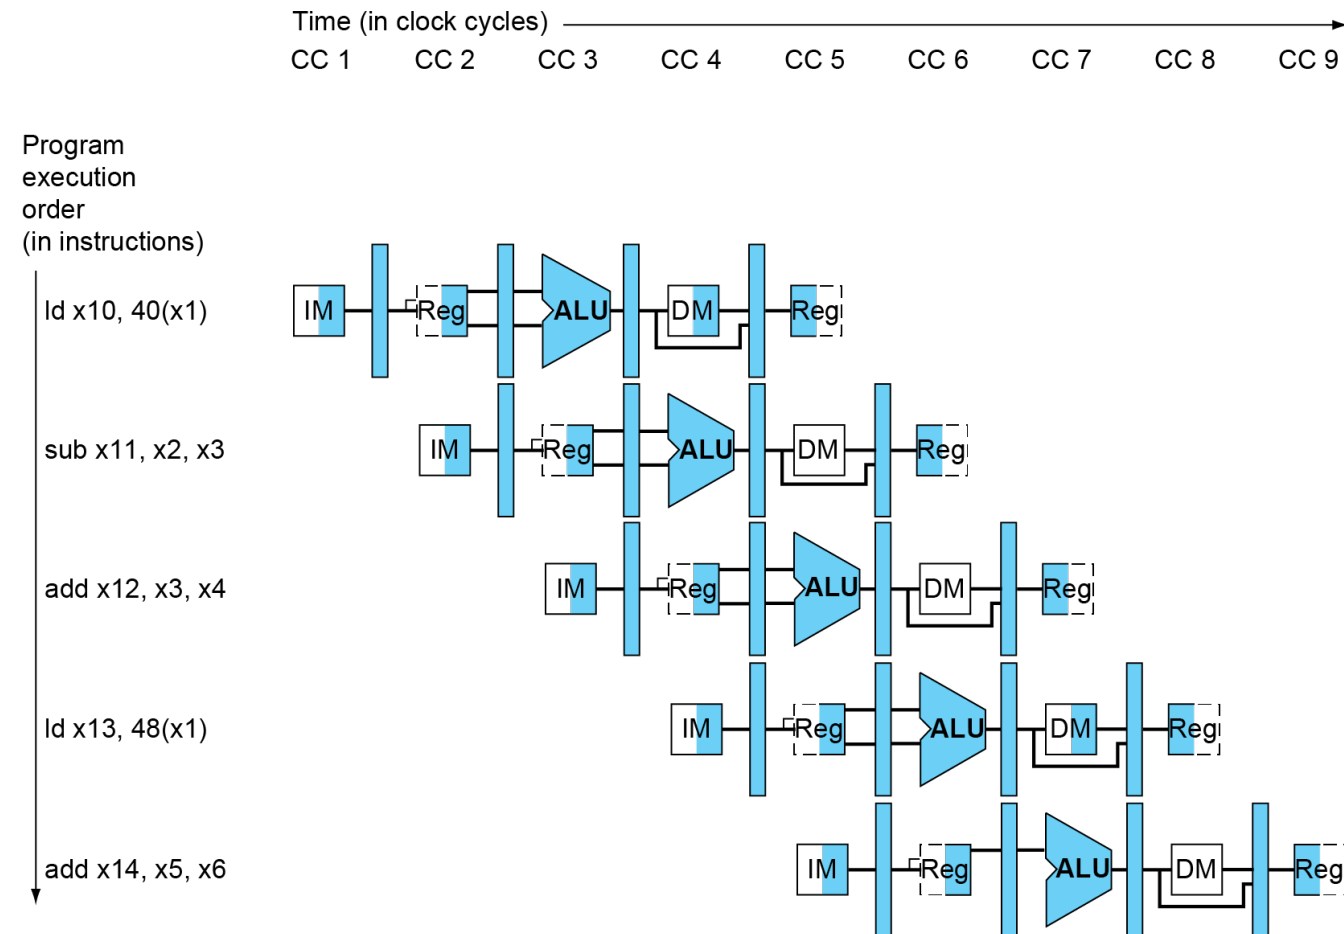 Time (in clock cycles)
CC 1 CC 2 CC 3 CC 4 CC 5 CC 6 CC 7 CC 8 CC 9
Program
execution
order
(in instructions)
ld x10, 40(x1)
IM Reg ALU DM Reg
sub x11, x2, x3
IM Reg ALU DM Reg
add x12, x3, x4
IM Reg ALU DM Reg
ld x13, 48(x1)
IM Reg ALU DM Reg
add x14, x5, x6
IM Reg ALU DM Reg